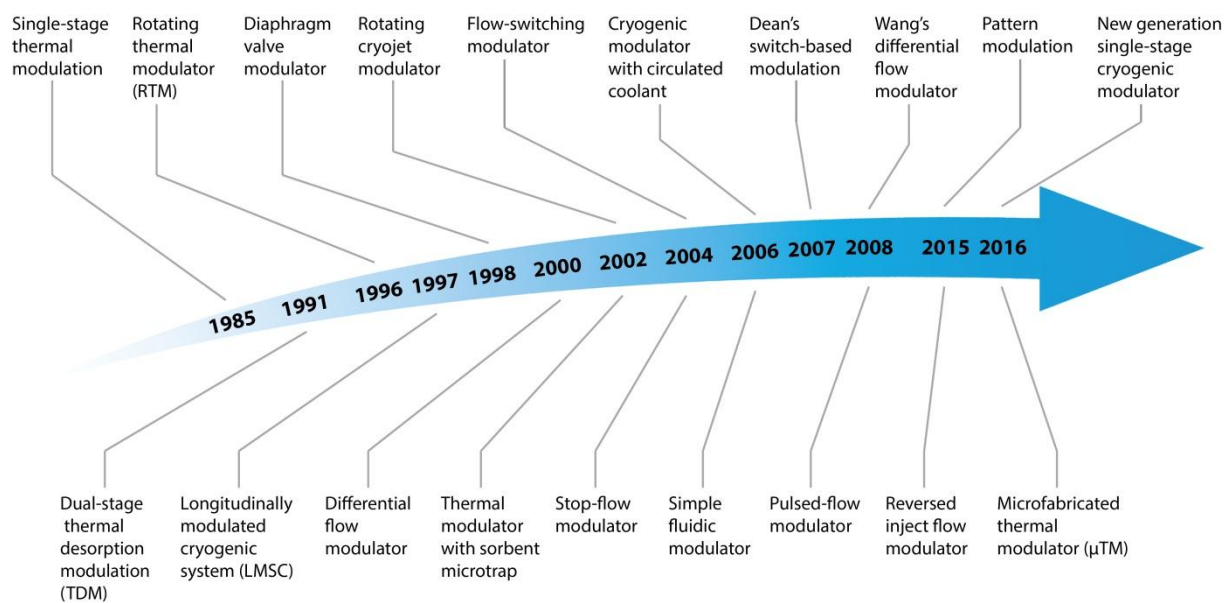 Single-stage
thermal
modulation
Rotating
thermal
modulator
(RTM)
Diaphragm
valve
modulator
Rotating
cryojet
modulator
Flow-switching
modulator
Cryogenic
modulator
with circulated
coolant
Dean’s
switch-based
modulation
Wang’s
differential
flow
modulator
Pattern
modulation
New generation
single-stage
cryogenic
modulator
1985
1991
1996
1997
1998
2000
2002
2004
2006
2007
2008
2015
2016
Dual-stage
thermal
desorption
modulation
(TDM)
Longitudinally
modulated
cryogenic
system (LMSC)
Differential
flow
modulator
Thermal
modulator
with sorbent
microtrap
Stop-flow
modulator
Simple
fluidic
modulator
Pulsed-flow
modulator
Reversed
inject flow
modulator
Microfabricated
thermal
modulator (μTM)